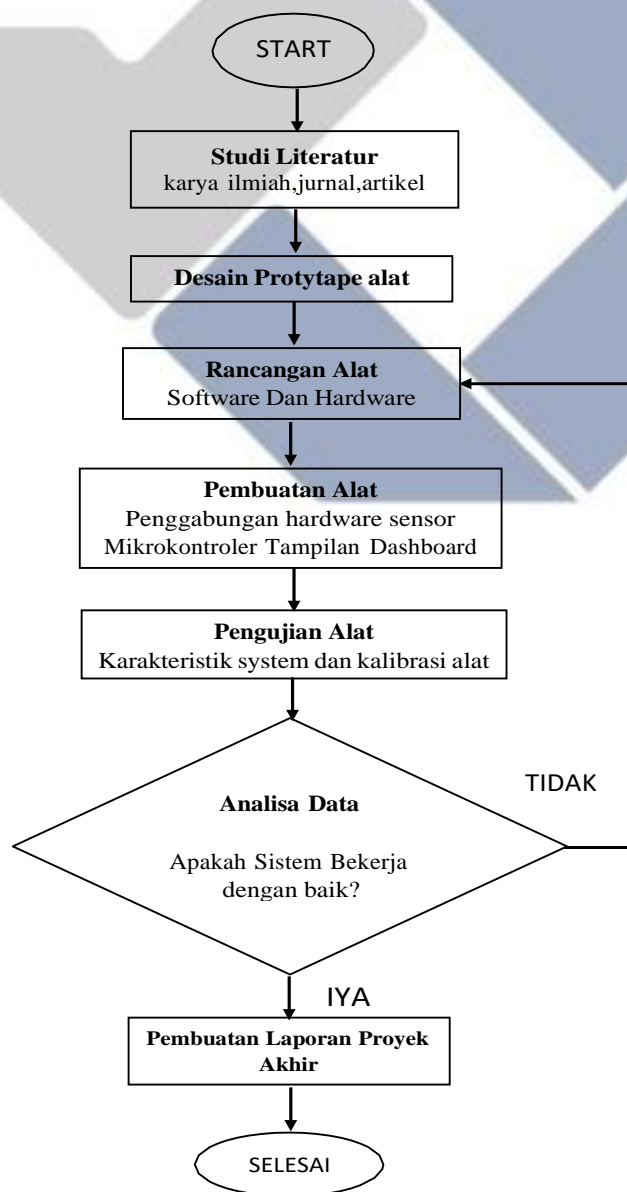 START
Studi Literatur
karya ilmiah,jurnal,artikel
Desain Protytape alat
Rancangan Alat
Software Dan Hardware
Pembuatan Alat
Penggabungan hardware sensor
Mikrokontroler Tampilan Dashboard
Pengujian Alat
Karakteristik system dan kalibrasi alat
TIDAK
Analisa Data
Apakah Sistem Bekerja
dengan baik?
IYA
Pembuatan Laporan Proyek
Akhir
SELESAI